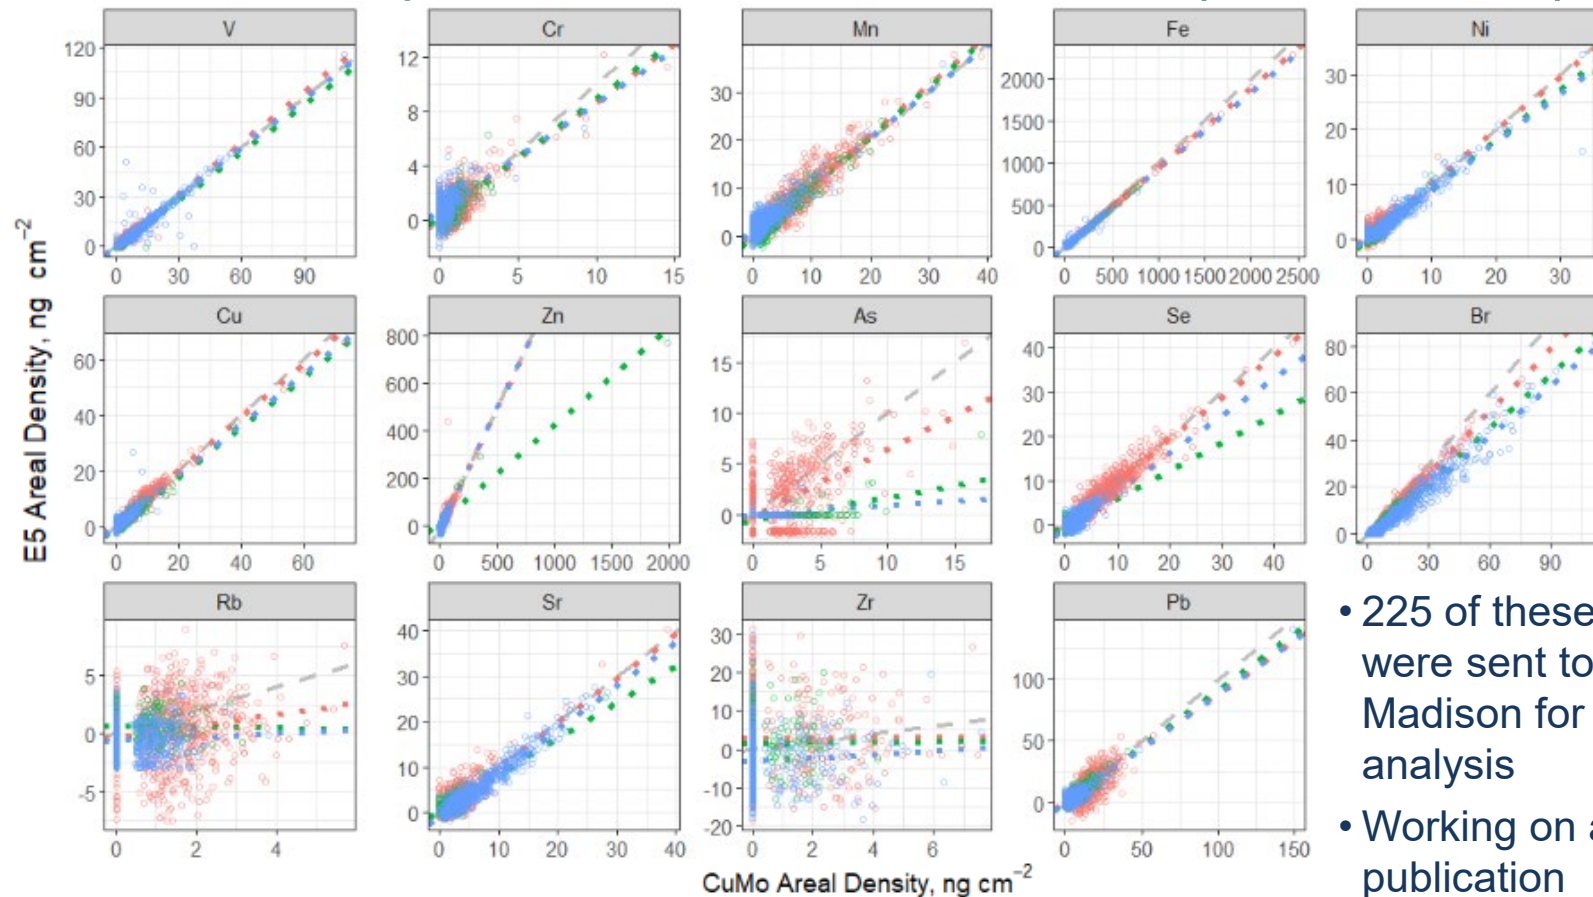 V Cr Mn Fe Ni
120 90 60 30 0
12 8 4 0
30 20 10 0
2000 1500 1000 500 0
30 20 10 0
0 30 60 90
0 5 10 15
0 10 20 30 40
0 500 1000 1500 2000 2500
0 10 20 30
E5 Areal Density, ng cm⁻²
Cu Zn As Se Br
60 40 20 0
800 600 400 200 0
15 10 5 0
40 30 20 10 0
80 60 40 20 0
0 20 40 60
0 500 1000 1500 2000
0 5 10 15
0 10 20 30 40
0 30 60 90
Rb Sr Zr Pb
5 0 -5
40 30 20 10 0
30 20 10 0 -10 -20
100 50 0
0 2 4
0 10 20 30 40
0 2 4 6
0 50 100 150
CuMo Areal Density, ng cm⁻²
• 225 of these
were sent to
Madison for
analysis
• Working on a
publication